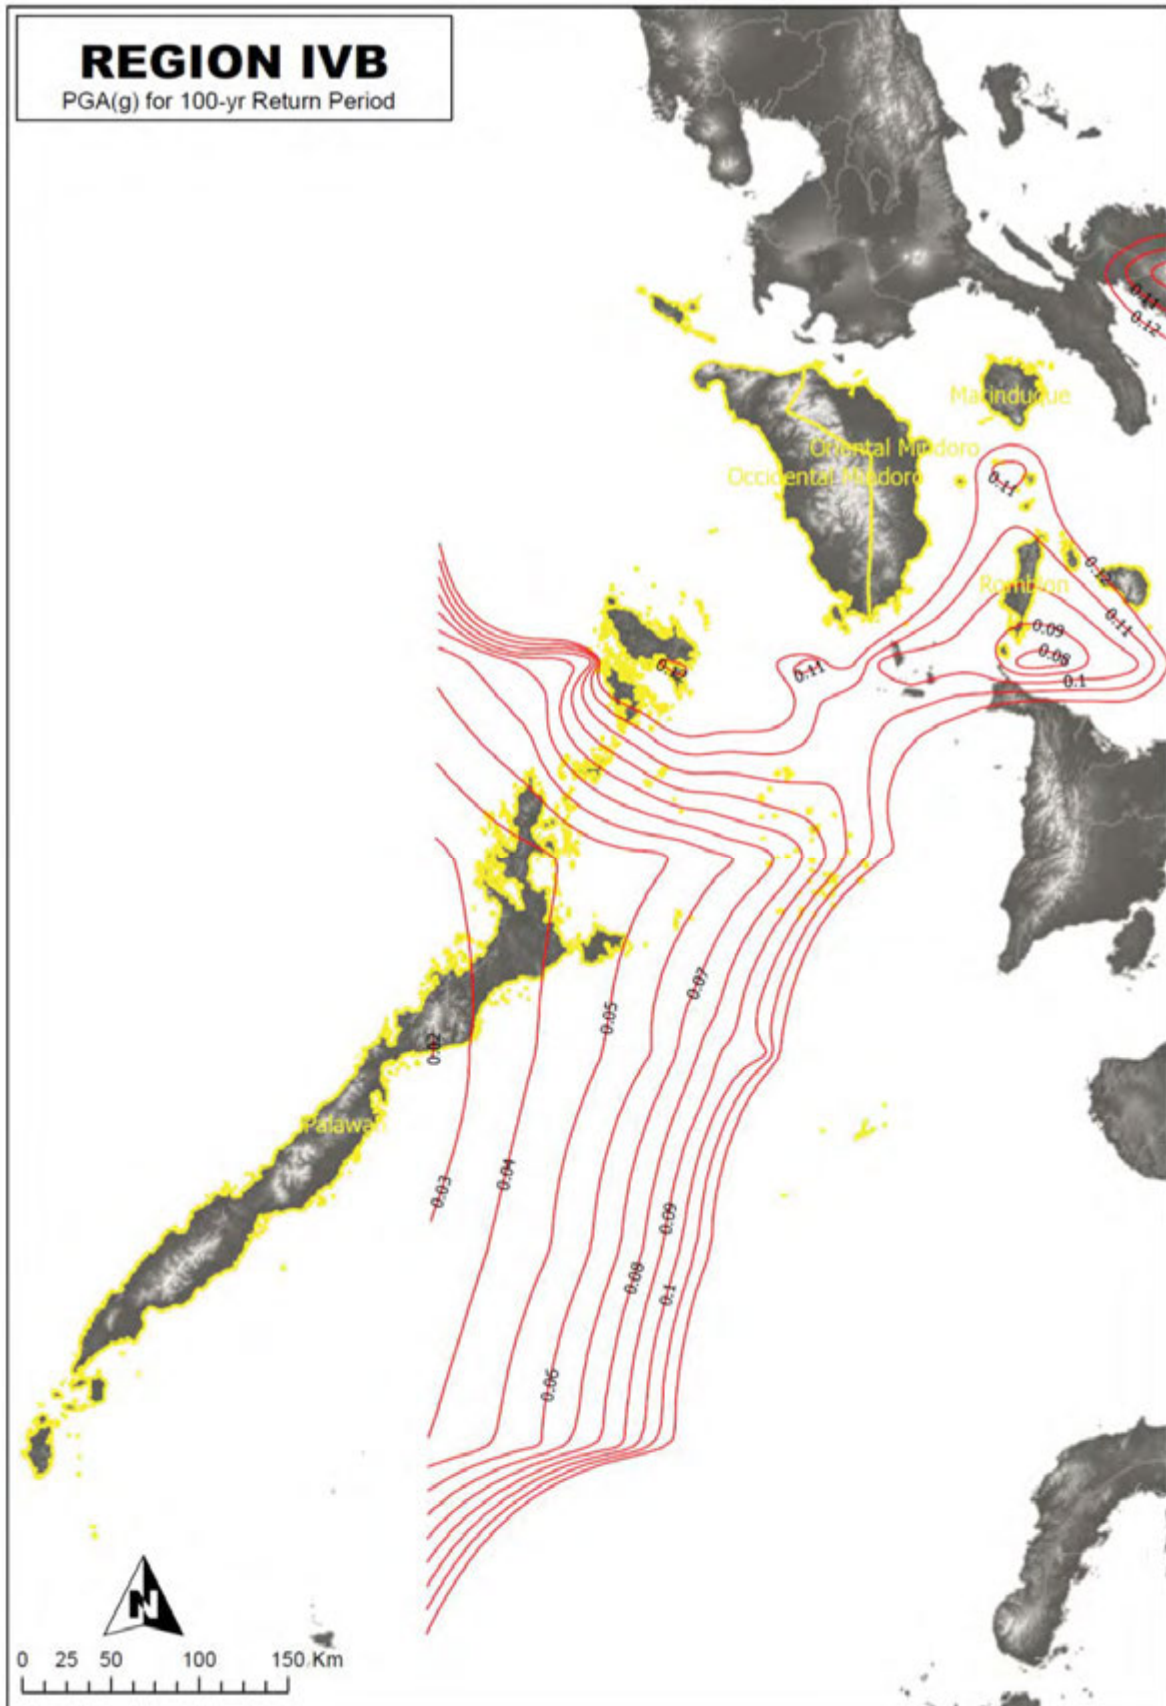 REGION IVB
PGA(g) for 100-yr Return Period
0.11
0.12
Marinduque
Oriental Mindoro
Occidental Mindoro
0.11
0.12
Romblon
0.11
0.09
0.08
0.1
0.12
0.11
0.07
0.05
0.02
Palawan
0.04
0.03
0.09
0.08
0.1
0.06
N
0 25 50 100 150 Km